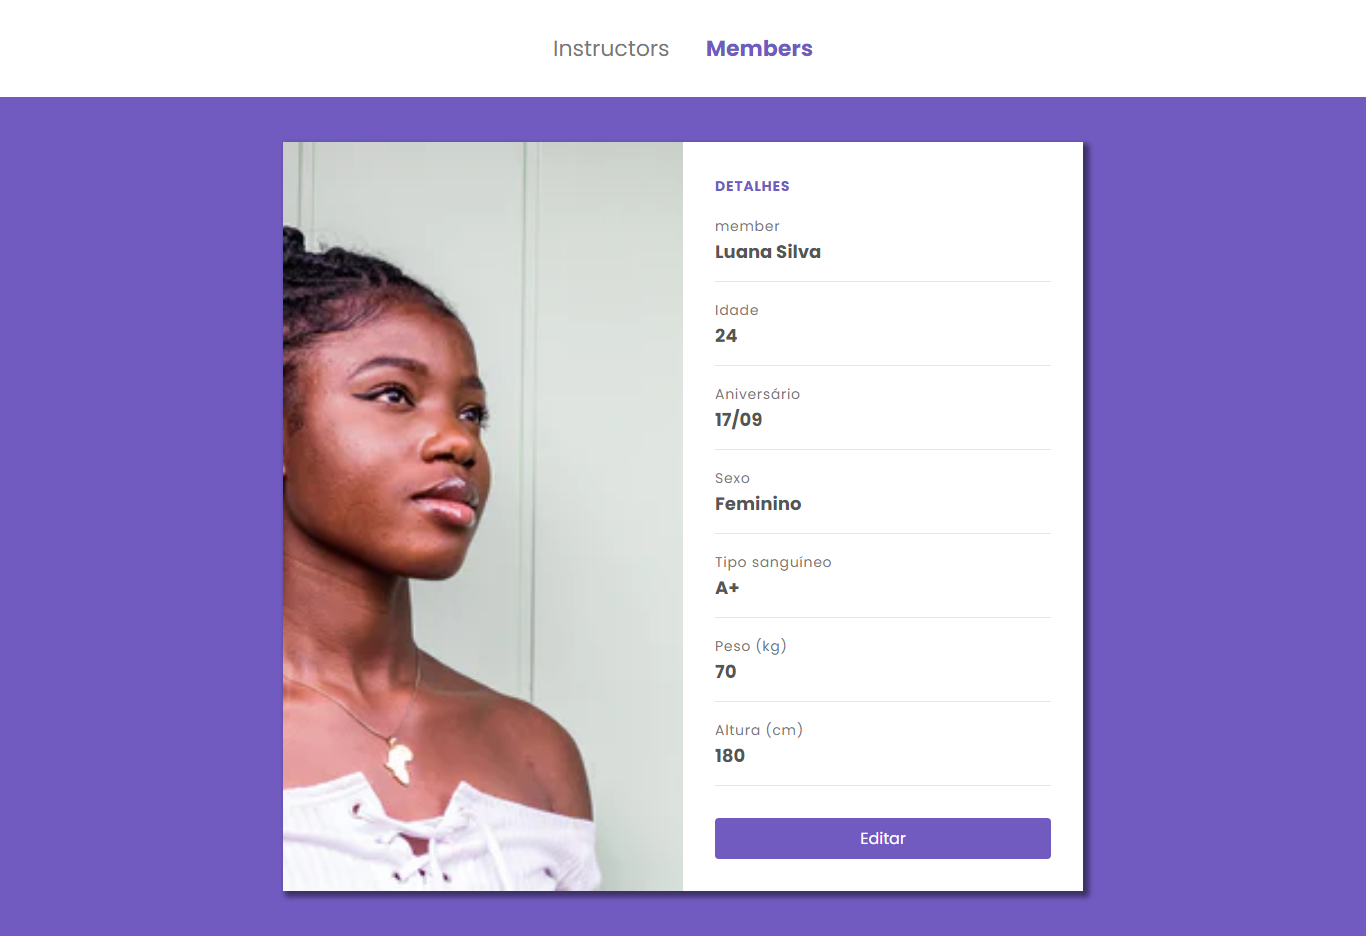 Instructors Members
DETALHES
member
Luana Silva
Idade
24
Aniversário
17/09
Sexo
Feminino
Tipo sanguíneo
A+
Peso (kg)
70
Altura (cm)
180
Editar